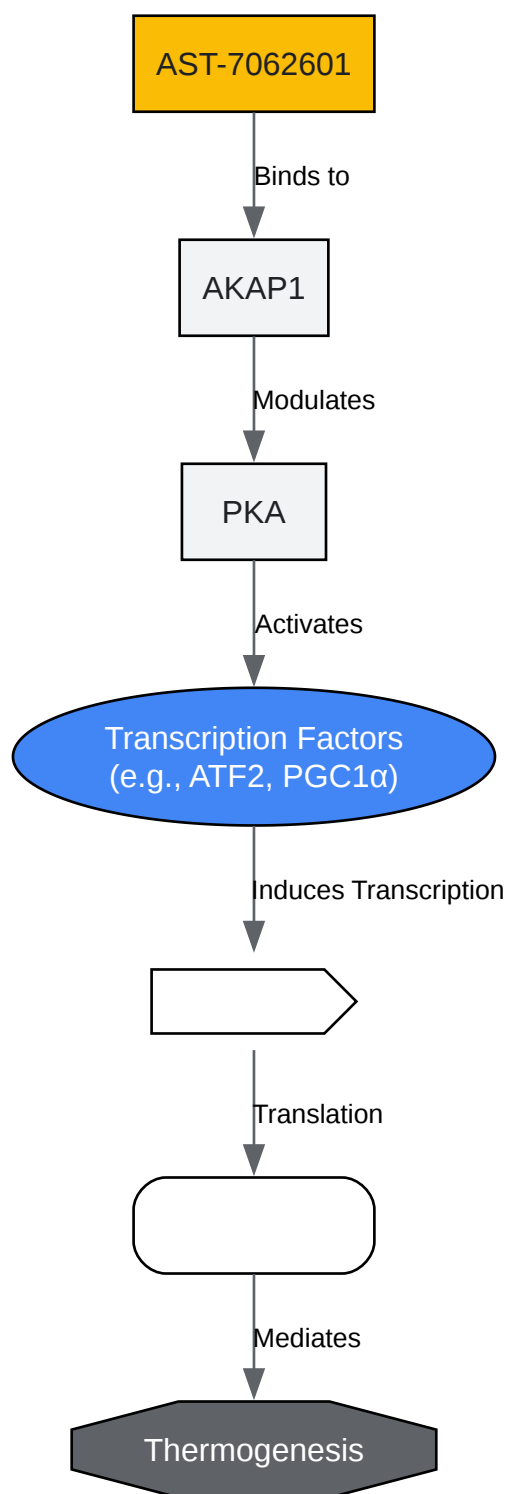 AST-7062601
Binds to
AKAP1
Modulates
PKA
Activates
Transcription Factors
(e.g., ATF2, PGC1α)
Induces Transcription
Translation
Mediates
Thermogenesis